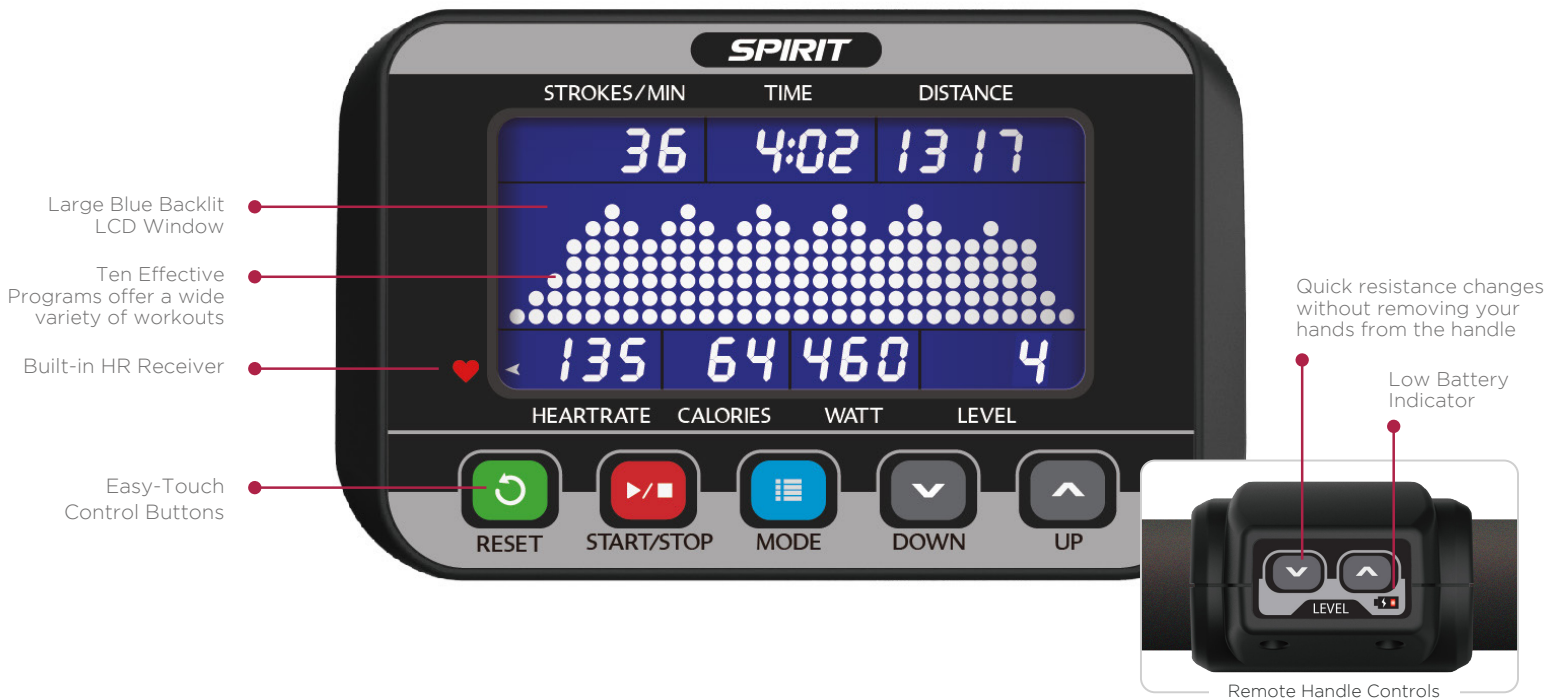 SPIRIT
STROKES/MIN TIME DISTANCE
36 4:02 1317
135 64 460 4
HEARTRATE CALORIES WATT LEVEL
RESET START/STOP MODE DOWN UP
Large Blue Backlit
LCD Window
Ten Effective
Programs offer a wide
variety of workouts
Built-in HR Receiver
Easy-Touch
Control Buttons
Quick resistance changes
without removing your
hands from the handle
Low Battery
Indicator
LEVEL
Remote Handle Controls